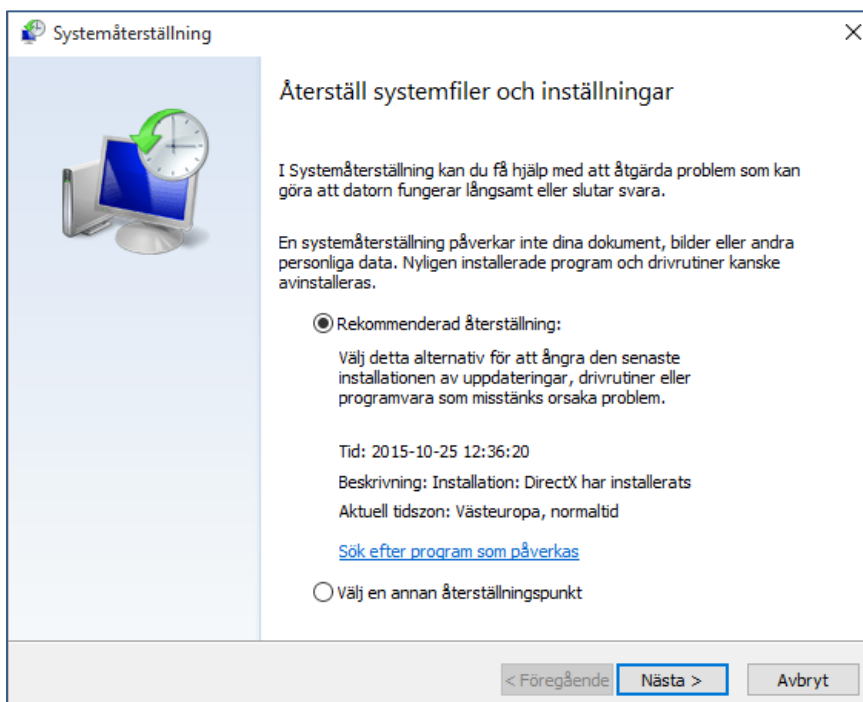 Systemåterställning
Återställ systemfiler och inställningar
I Systemåterställning kan du få hjälp med att åtgärda problem som kan
göra att datorn fungerar långsamt eller slutar svara.
En systemåterställning påverkar inte dina dokument, bilder eller andra
personliga data. Nyligen installerade program och drivrutiner kanske
avinstalleras.
Rekommenderad återställning:
Välj detta alternativ för att ångra den senaste
installationen av uppdateringar, drivrutiner eller
programvara som misstänks orsaka problem.
Tid: 2015-10-25 12:36:20
Beskrivning: Installation: DirectX har installerats
Aktuell tidszon: Västeuropa, normaltid
Sök efter program som påverkas
Välj en annan återställningspunkt
< Föregående Nästa > Avbryt